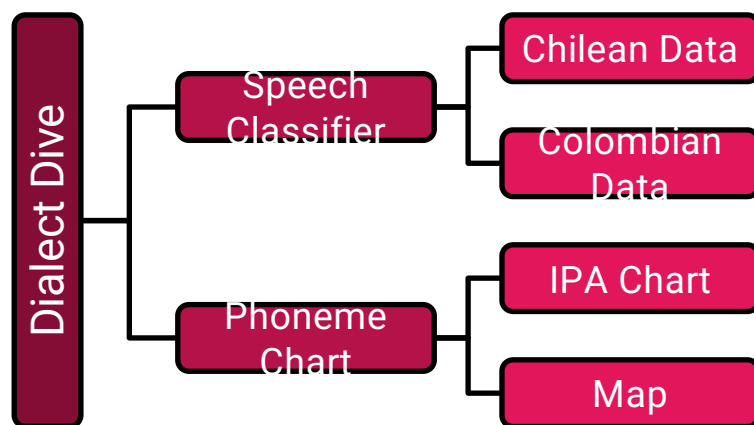 Dialect Dive
Speech
Classifier
Chilean Data
Colombian
Data
Phoneme
Chart
IPA Chart
Map